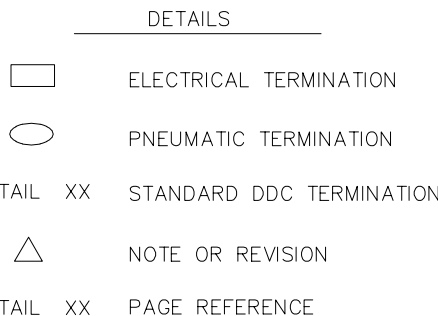 DETAILS
ELECTRICAL TERMINATION
PNEUMATIC TERMINATION
TAIL XX STANDARD DDC TERMINATION
NOTE OR REVISION
TAIL XX PAGE REFERENCE